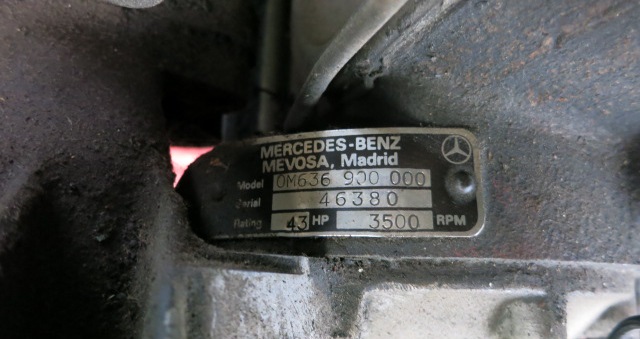 MERCEDES-BENZ
MEVOSA, Madrid
Model OM636 900 000
Serial 46380
Rating 43 HP 3500 RPM